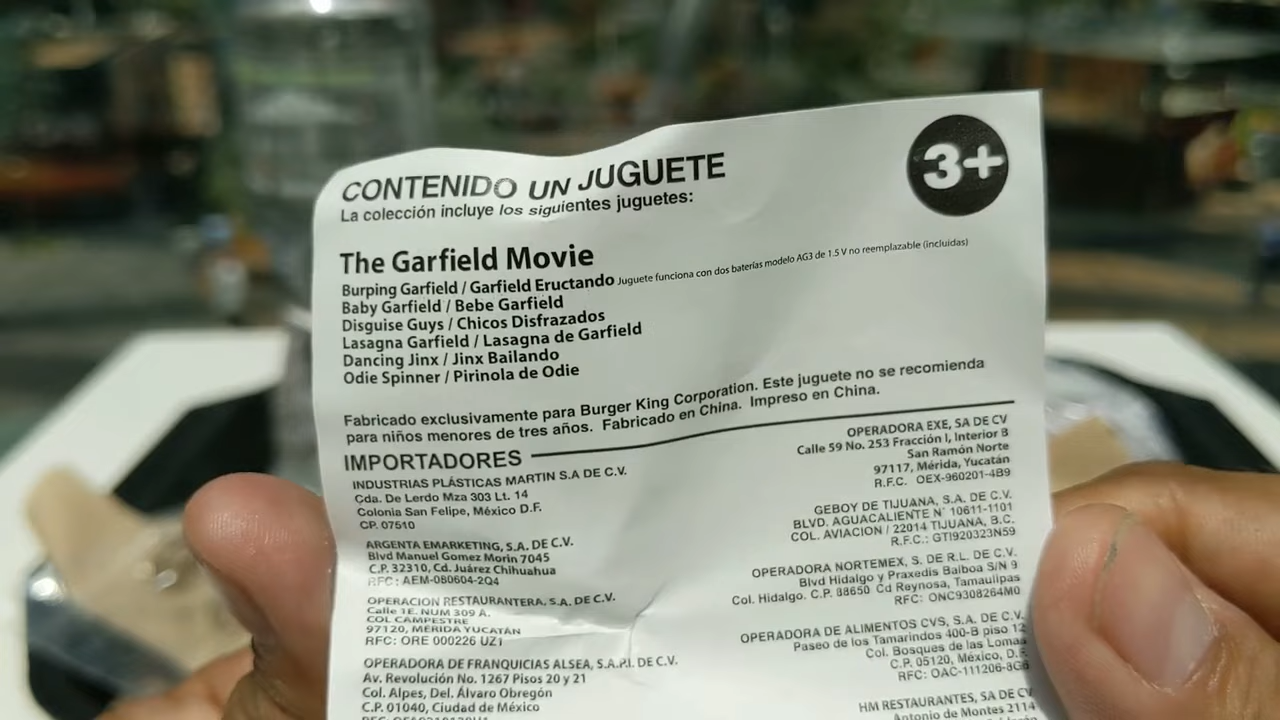 CONTENIDO UN JUGUETE
La colección incluye los siguientes juguetes:
3+
The Garfield Movie
Burping Garfield / Garfield Eructando Juguete funciona con dos baterías modelo AG3 de 1.5 V no reemplazable (incluidas)
Baby Garfield / Bebe Garfield
Disguise Guys / Chicos Disfrazados
Lasagna Garfield / Lasagna de Garfield
Dancing Jinx / Jinx Bailando
Odie Spinner / Pirinola de Odie
Fabricado exclusivamente para Burger King Corporation. Este juguete no se recomienda
para niños menores de tres años. Fabricado en China. Impreso en China.
IMPORTADORES
INDUSTRIAS PLÁSTICAS MARTIN S.A DE C.V.
Cda. De Lerdo Mza 303 Lt. 14
Colonia San Felipe, México D.F.
CP. 07510
ARGENTA EMARKETING, S.A. DE C.V.
Blvd Manuel Gomez Morin 7045
C.P. 32310, Cd. Juárez Chihuahua
RFC: AEM-080604-2Q4
OPERACION RESTAURANTERA, S.A. DE C.V.
Calle 1E. NUM 309 A.
COL CAMPESTRE
97120, MERIDA YUCATÁN
RFC: ORE 000226 UZ1
OPERADORA DE FRANQUICIAS ALSEA, S.A.P.I. DE C.V.
Av. Revolución No. 1267 Pisos 20 y 21
Col. Alpes, Del. Álvaro Obregón
C.P. 01040, Ciudad de México
OPERADORA EXE, SA DE CV
Calle 59 No. 253 Fracción I, Interior B
San Ramón Norte
97117, Mérida, Yucatán
R.F.C. OEX-960201-4B9
GEBOY DE TIJUANA, S.A. DE C.V.
BLVD. AGUACALIENTE N° 10611-1101
COL. AVIACION / 22014 TIJUANA, B.C.
R.F.C.: GTI920323N59
OPERADORA NORTEMEX, S. DE R.L. DE C.V.
Blvd Hidalgo y Praxedis Balboa S/N 9
Col. Hidalgo. C.P. 88650 Cd Reynosa, Tamaulipas
RFC: ONC9308264M0
OPERADORA DE ALIMENTOS CVS, S.A. DE C.V.
Paseo de los Tamarindos 400-B piso 12
Col. Bosques de las Lomas
C.P. 05120, México, D.F.
RFC: OAC-111206-8G6
HM RESTAURANTES, SA DE CV
Antonio de Montes 2114